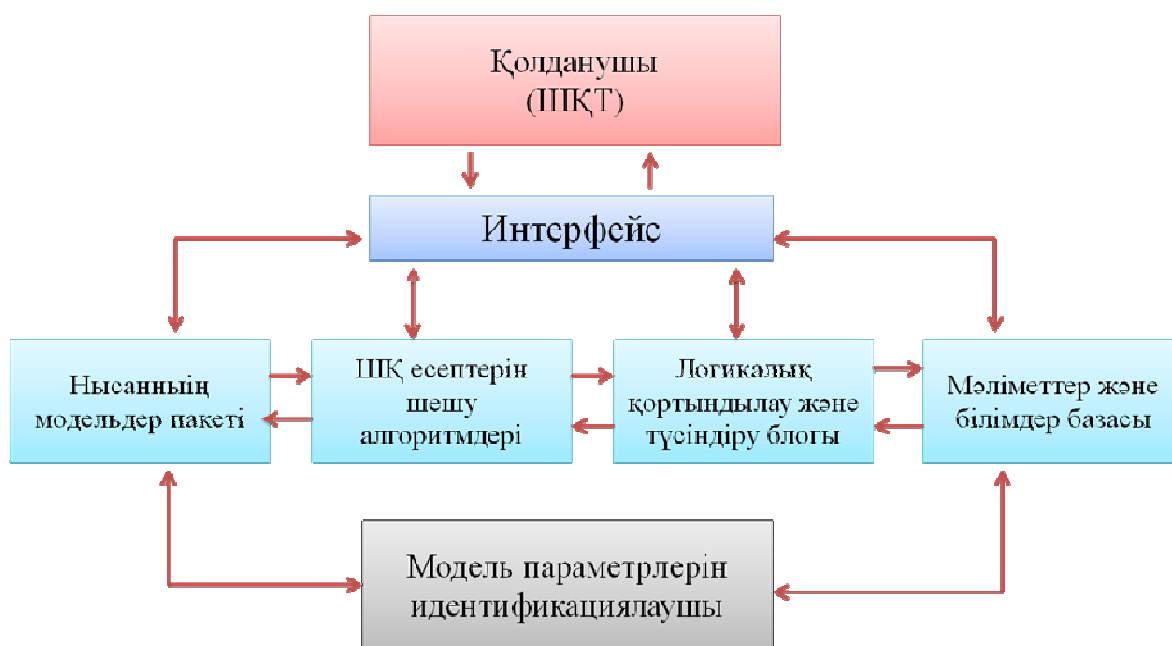 Қолданушы
(ШҚТ)
Интерфейс
Нысанның
модельдер пакеті
ШҚ есептерін
шешу
алгоритмдері
Логикалық
қортындылау және
түсіндіру блогы
Мәліметтер және
білімдер базасы
Модель параметрлерін
идентификациялаушы